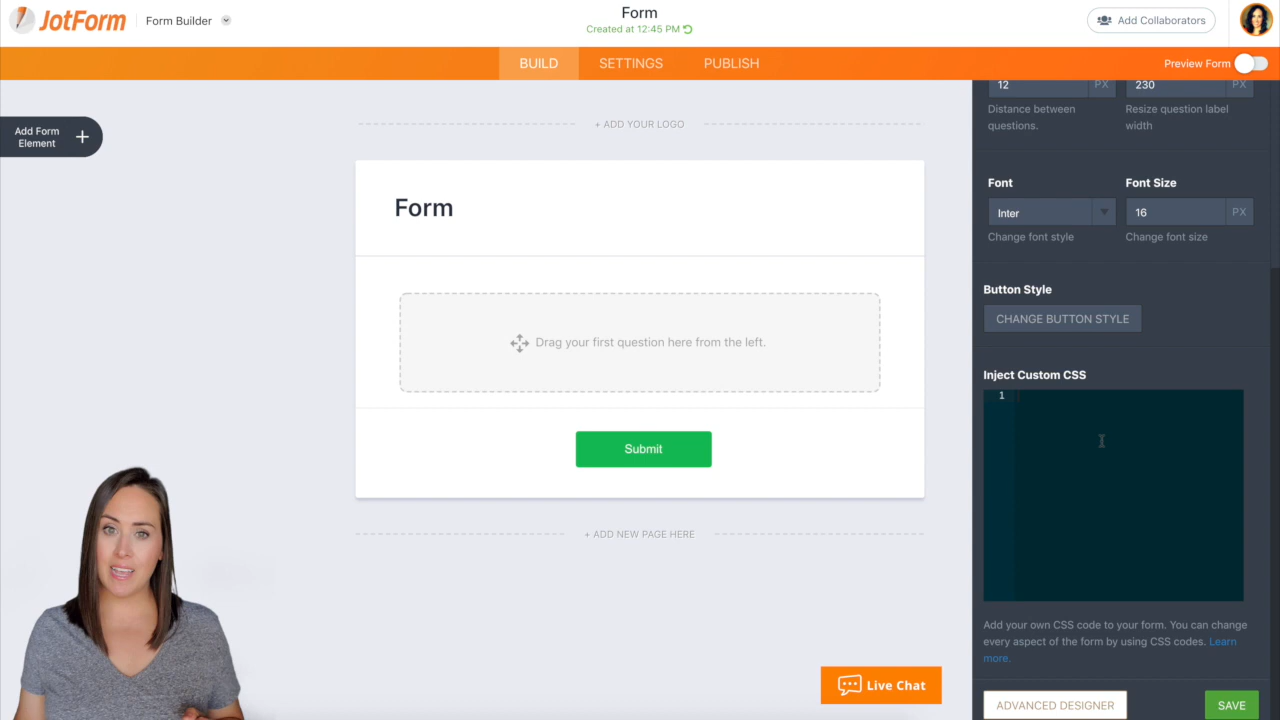 JotForm
Form Builder
Form
Created at 12:45 PM
Add Collaborators
BUILD
SETTINGS
PUBLISH
Preview Form
Add Form
Element
+ ADD YOUR LOGO
Form
Drag your first question here from the left.
Submit
+ ADD NEW PAGE HERE
12
PX
230
PX
Distance between
questions.
Resize question label
width
Font
Font Size
Inter
16
PX
Change font style
Change font size
Button Style
CHANGE BUTTON STYLE
Inject Custom CSS
1
Add your own CSS code to your form. You can change
every aspect of the form by using CSS codes. Learn
more.
ADVANCED DESIGNER
SAVE
Live Chat